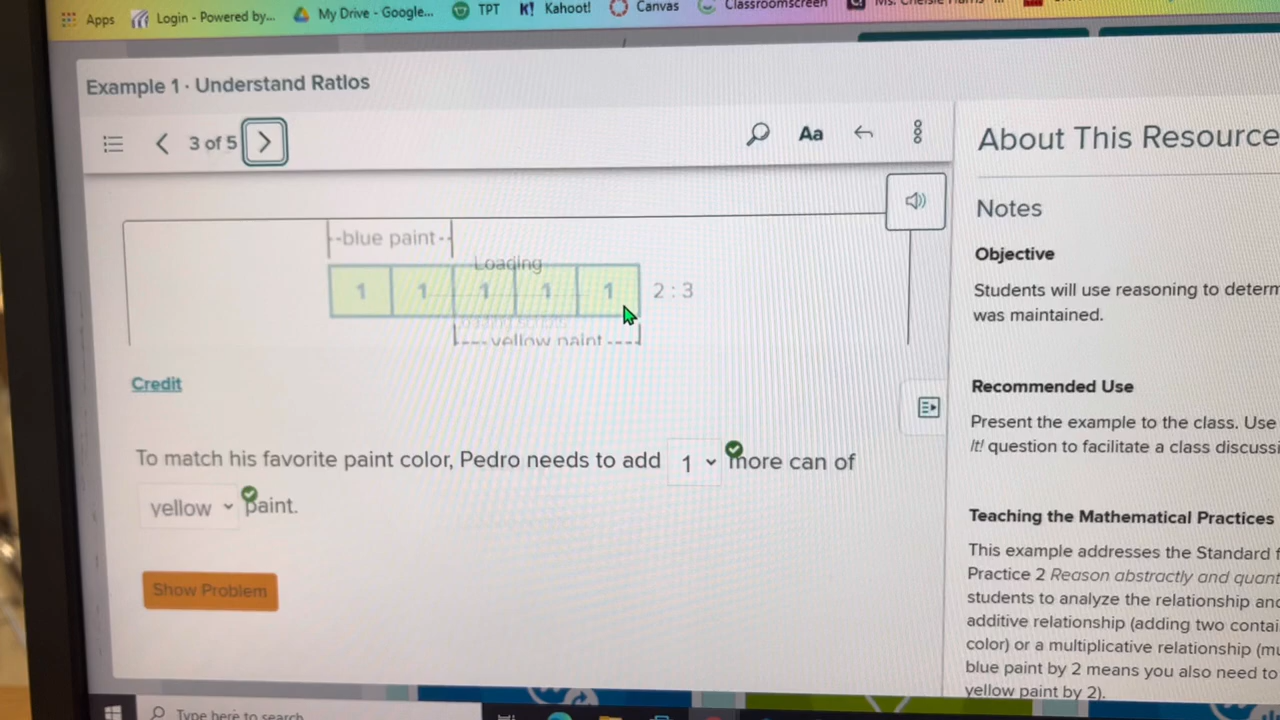 Apps Login - Powered by... My Drive - Google... TPT K! Kahoot! Canvas Classroomscreen
Example 1 · Understand Ratios
3 of 5
Aa
blue paint
Loading
1 1 1 1 1 2 : 3
yellow paint
Credit
To match his favorite paint color, Pedro needs to add 1 more can of
yellow paint.
Show Problem
About This Resource
Notes
Objective
Students will use reasoning to determ
was maintained.
Recommended Use
Present the example to the class. Use
It! question to facilitate a class discussi
Teaching the Mathematical Practices
This example addresses the Standard f
Practice 2 Reason abstractly and quant
students to analyze the relationship and
additive relationship (adding two contai
color) or a multiplicative relationship (mu
blue paint by 2 means you also need to
yellow paint by 2).
Type here to search